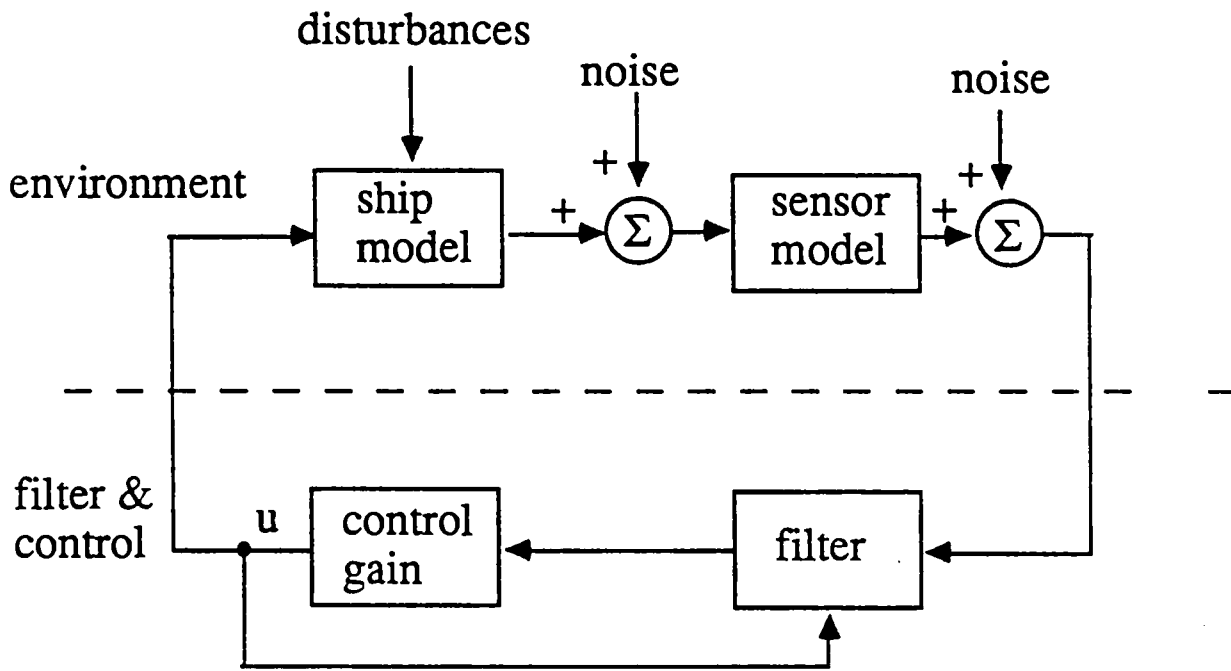 disturbances
noise
noise
environment
ship
model
+
+
Σ
sensor
model
+
+
Σ
filter &
control
u
control
gain
filter